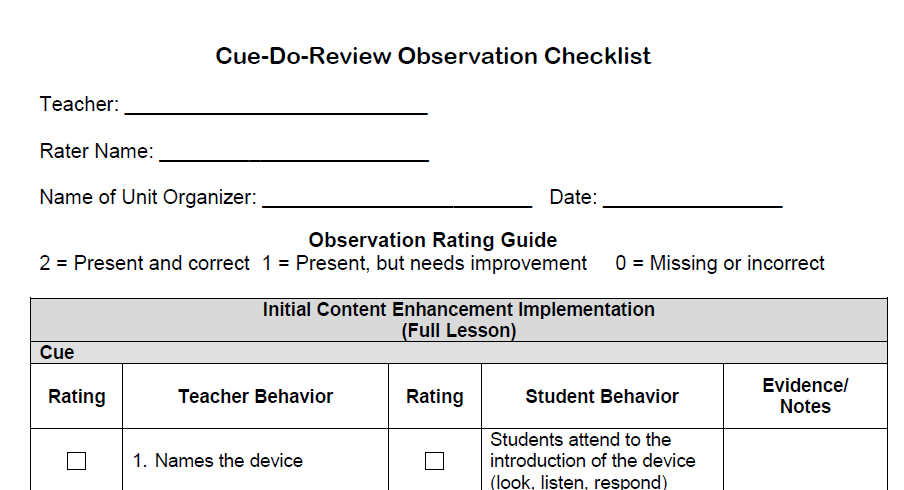 Cue-Do-Review Observation Checklist
Teacher: ____________________________
Rater Name: _________________________
Name of Unit Organizer: _________________________ Date: _________________
Observation Rating Guide
2 = Present and correct 1 = Present, but needs improvement 0 = Missing or incorrect
Initial Content Enhancement Implementation
(Full Lesson)
Cue
Rating Teacher Behavior Rating Student Behavior Evidence/
Notes
☐ 1. Names the device ☐ Students attend to the
introduction of the device
(look, listen, respond)